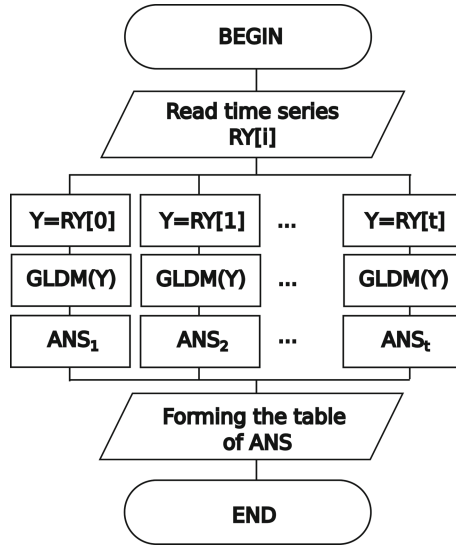 BEGIN
Read time series
RY[i]
Y=RY[0] Y=RY[1] ... Y=RY[t]
GLDM(Y) GLDM(Y) ... GLDM(Y)
ANS₁ ANS₂ ... ANSₜ
Forming the table
of ANS
END